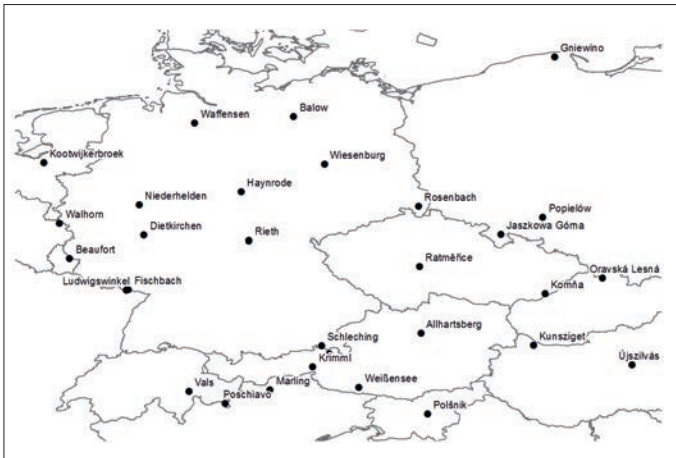 Gniewino
Balow
Waffensen
Kootwijkerbroek
Wiesenburg
Haynrode
Niederhelden
Rosenbach
Popielów
Walhorn
Dietkirchen
Rieth
Jaszkowa Górna
Beaufort
Ratměřice
Oravská Lesná
Ludwigswinkel Fischbach
Komňa
Allhartsberg
Schleching
Kunsziget
Krimml
Újszilvás
Vals
Marling
Weißensee
Poschiavo
Polšnik